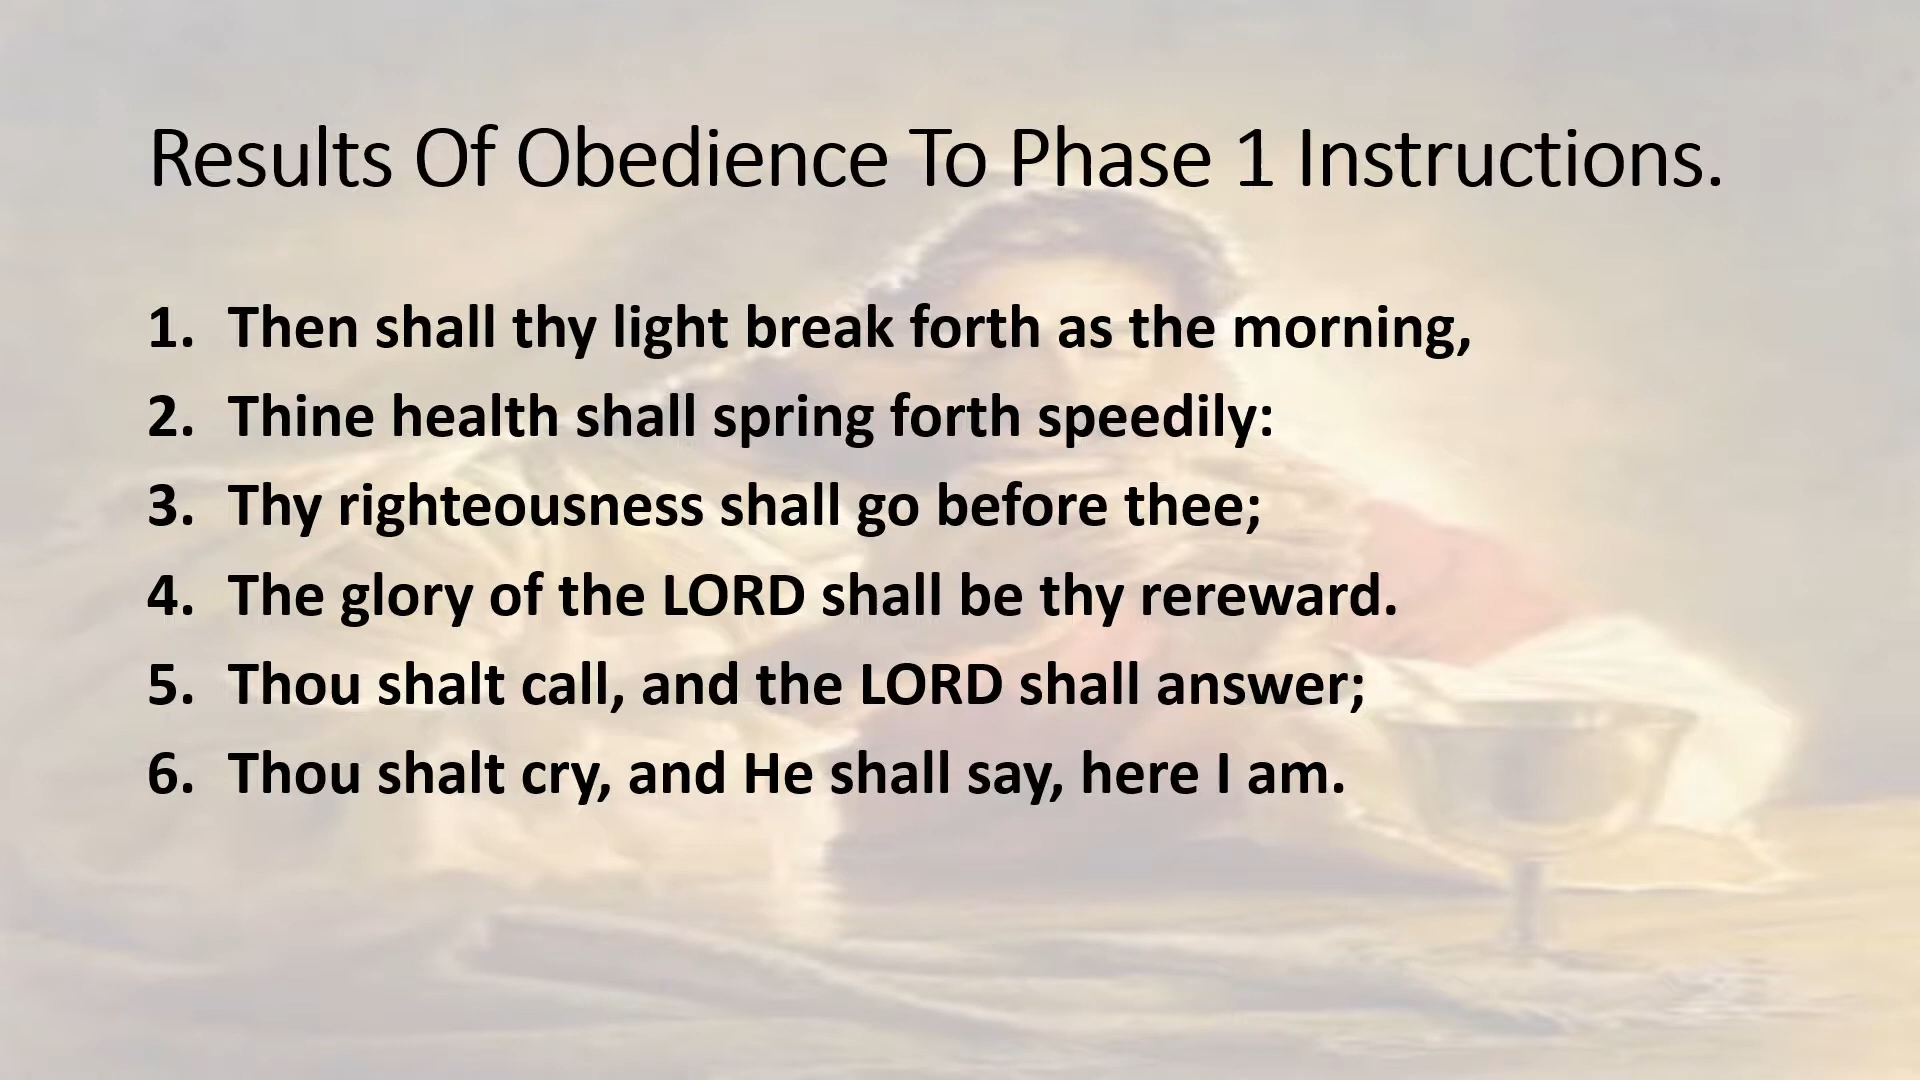 Results Of Obedience To Phase 1 Instructions.
1. Then shall thy light break forth as the morning,
2. Thine health shall spring forth speedily:
3. Thy righteousness shall go before thee;
4. The glory of the LORD shall be thy rereward.
5. Thou shalt call, and the LORD shall answer;
6. Thou shalt cry, and He shall say, here I am.